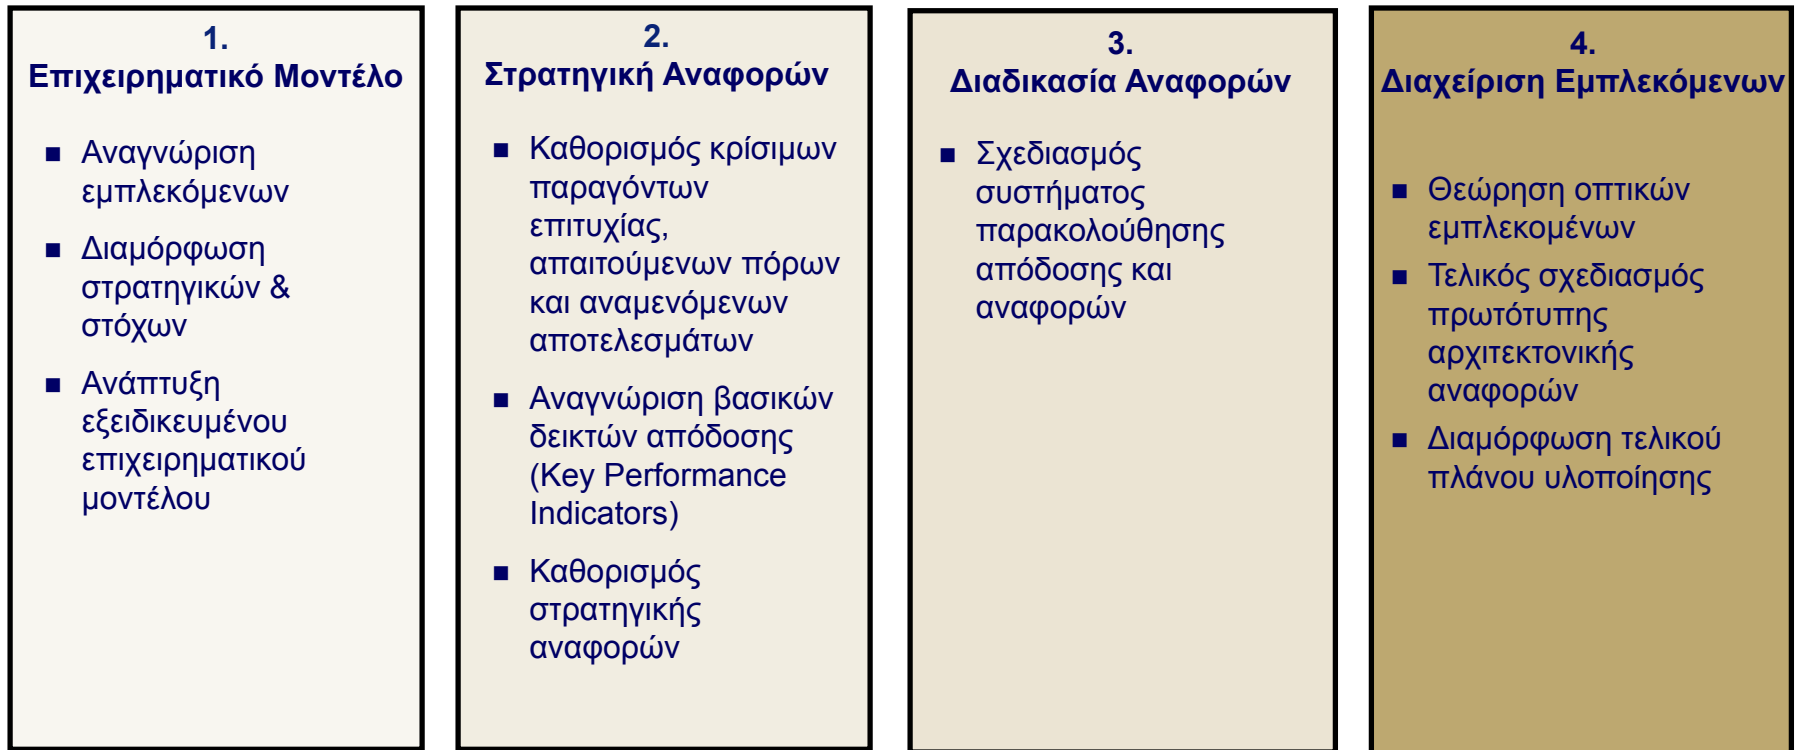 1.
Επιχειρηματικό Μοντέλο
■ Αναγνώριση
εμπλεκόμενων
■ Διαμόρφωση
στρατηγικών &
στόχων
■ Ανάπτυξη
εξειδικευμένου
επιχειρηματικού
μοντέλου
2.
Στρατηγική Αναφορών
■ Καθορισμός κρίσιμων
παραγόντων
επιτυχίας,
απαιτούμενων πόρων
και αναμενόμενων
αποτελεσμάτων
■ Αναγνώριση βασικών
δεικτών απόδοσης
(Key Performance
Indicators)
■ Καθορισμός
στρατηγικής
αναφορών
3.
Διαδικασία Αναφορών
■ Σχεδιασμός
συστήματος
παρακολούθησης
απόδοσης και
αναφορών
4.
Διαχείριση Εμπλεκόμενων
■ Θεώρηση οπτικών
εμπλεκομένων
■ Τελικός σχεδιασμός
πρωτότυπης
αρχιτεκτονικής
αναφορών
■ Διαμόρφωση τελικού
πλάνου υλοποίησης